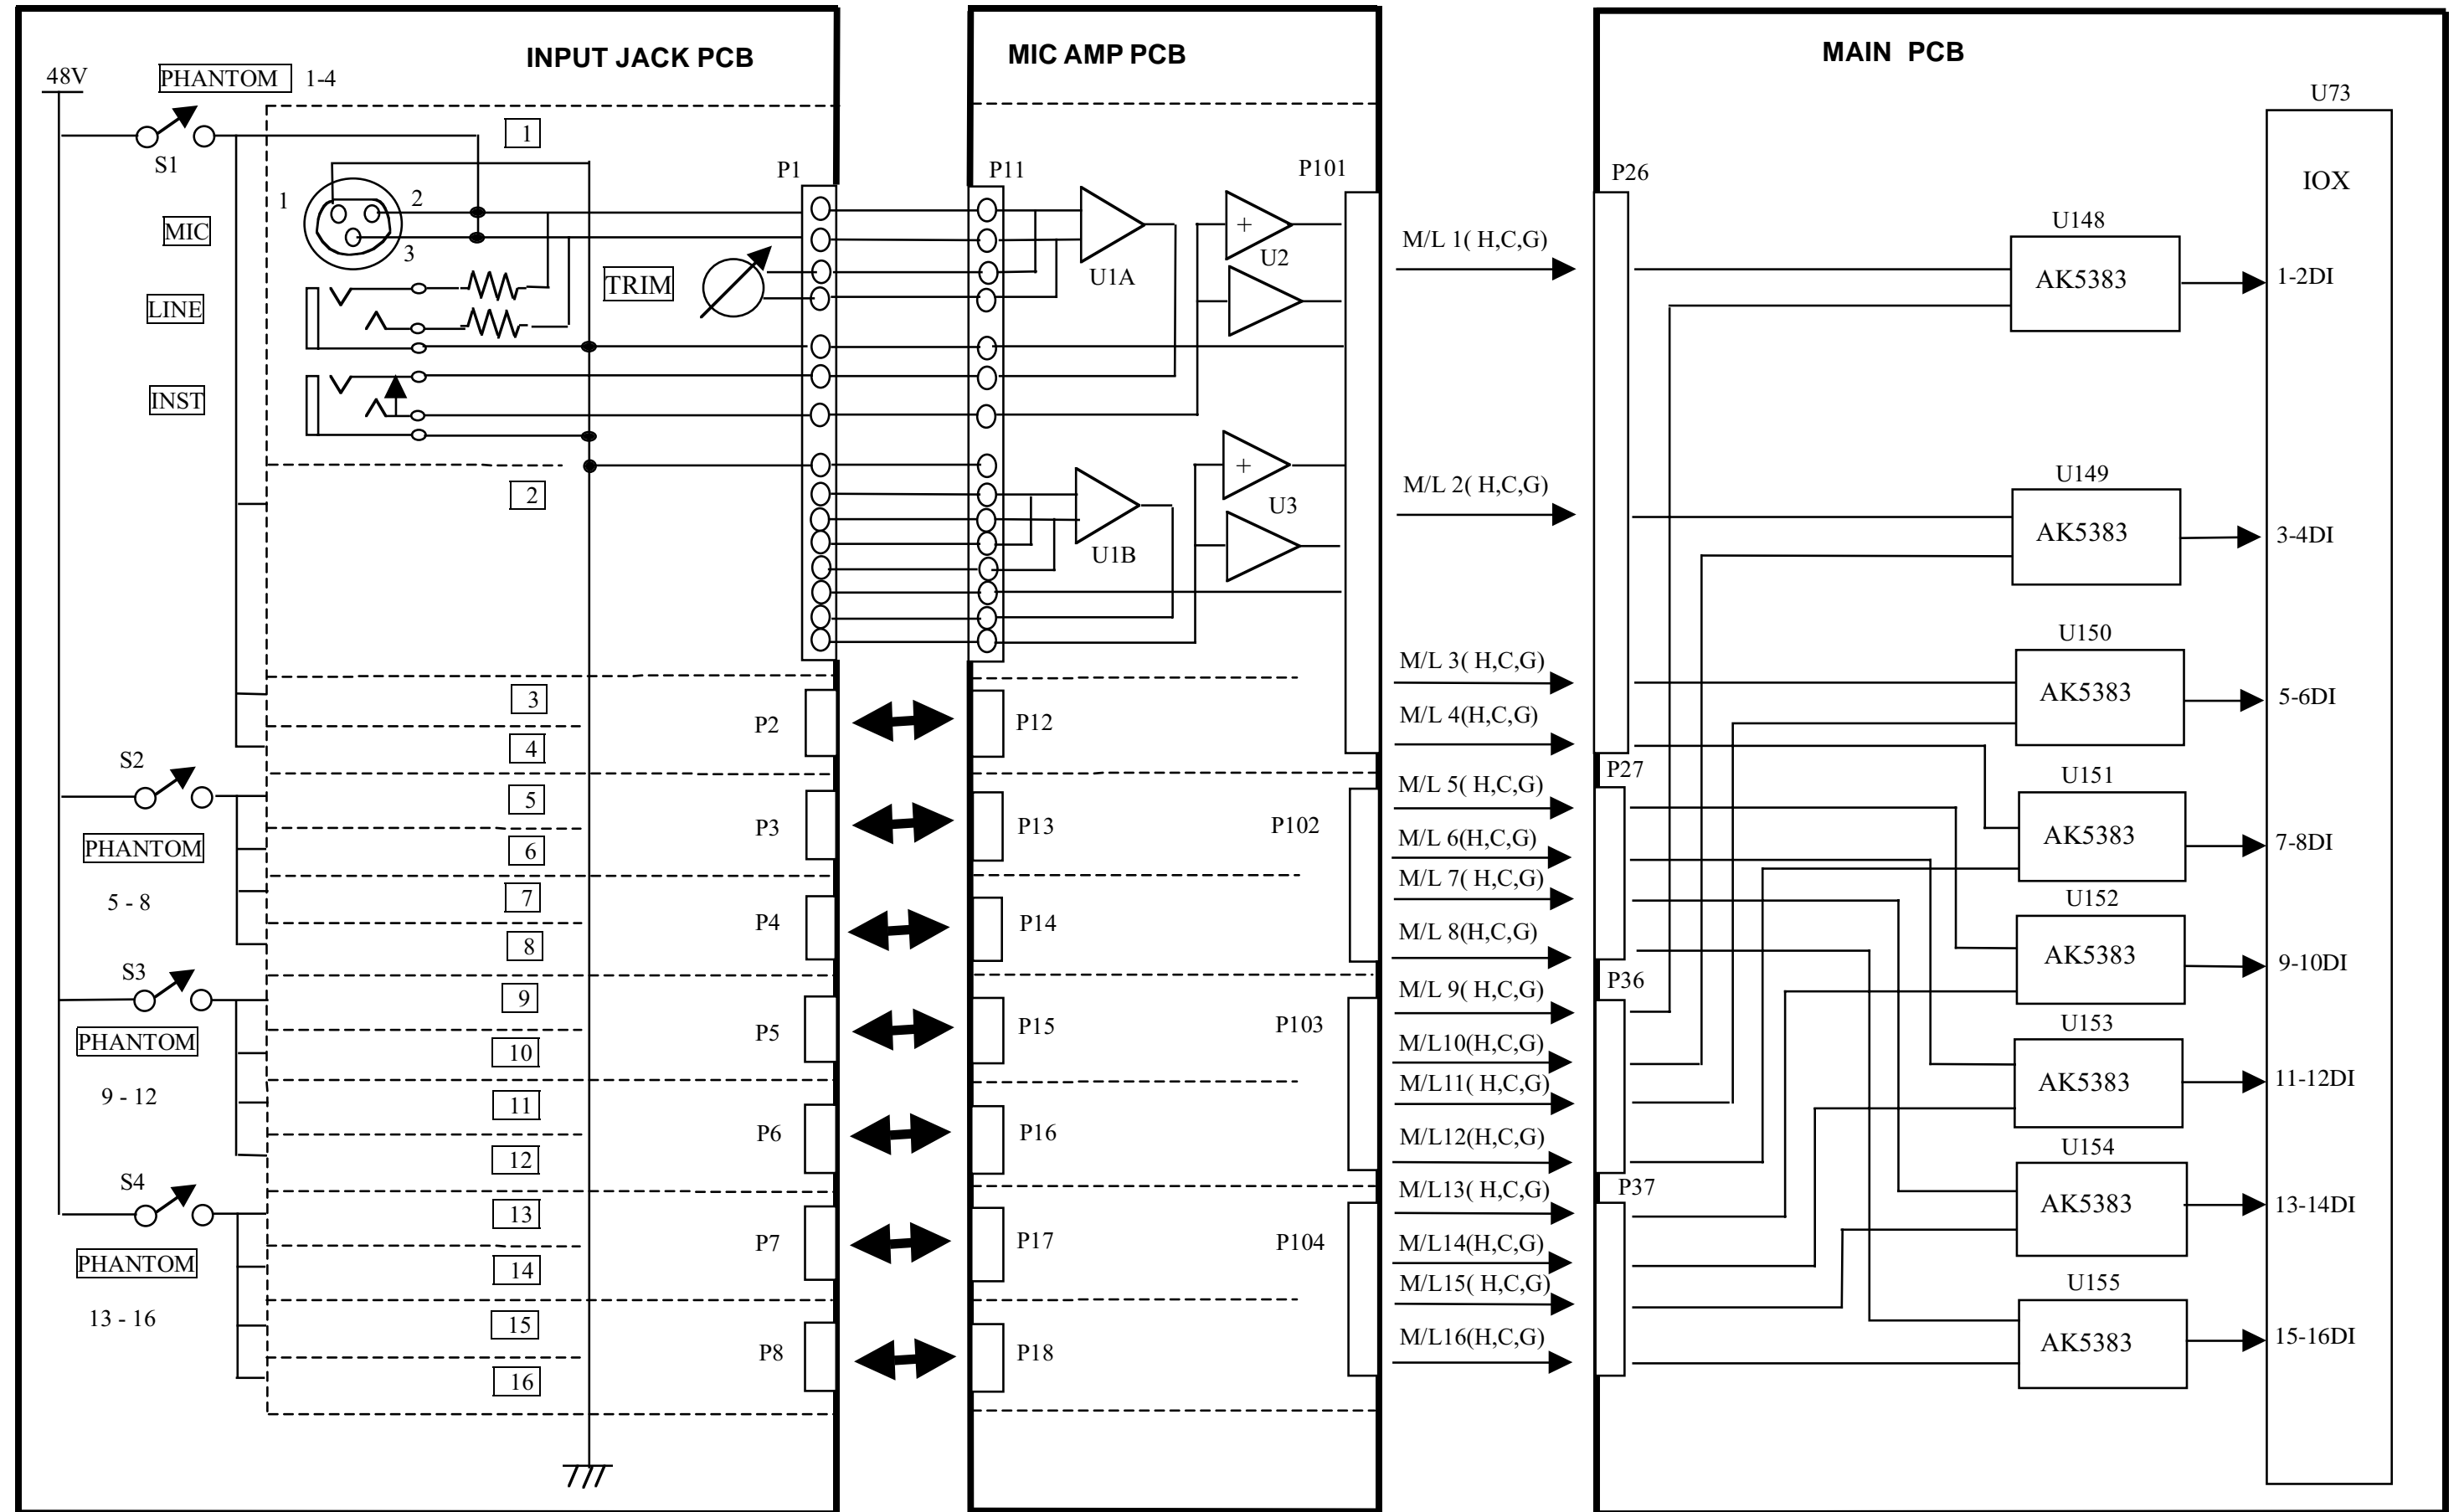 INPUT JACK PCB
MIC AMP PCB
MAIN PCB
48V
PHANTOM 1-4
S1
1
MIC
LINE
INST
1
2
3
TRIM
P1
P11
U1A
+
U2
P101
2
U1B
+
U3
3
P2
P12
4
S2
PHANTOM
5 - 8
5
P3
P13
6
P102
7
P4
P14
8
S3
PHANTOM
9 - 12
9
P5
P15
10
P103
11
P6
P16
12
S4
PHANTOM
13 - 16
13
P7
P17
14
P104
15
P8
P18
16
M/L 1( H,C,G)
M/L 2( H,C,G)
M/L 3( H,C,G)
M/L 4(H,C,G)
M/L 5( H,C,G)
M/L 6(H,C,G)
M/L 7( H,C,G)
M/L 8(H,C,G)
M/L 9( H,C,G)
M/L10(H,C,G)
M/L11( H,C,G)
M/L12(H,C,G)
M/L13( H,C,G)
M/L14(H,C,G)
M/L15( H,C,G)
M/L16(H,C,G)
P26
P27
P36
P37
U148
AK5383
U149
AK5383
U150
AK5383
U151
AK5383
U152
AK5383
U153
AK5383
U154
AK5383
U155
AK5383
U73
IOX
1-2DI
3-4DI
5-6DI
7-8DI
9-10DI
11-12DI
13-14DI
15-16DI